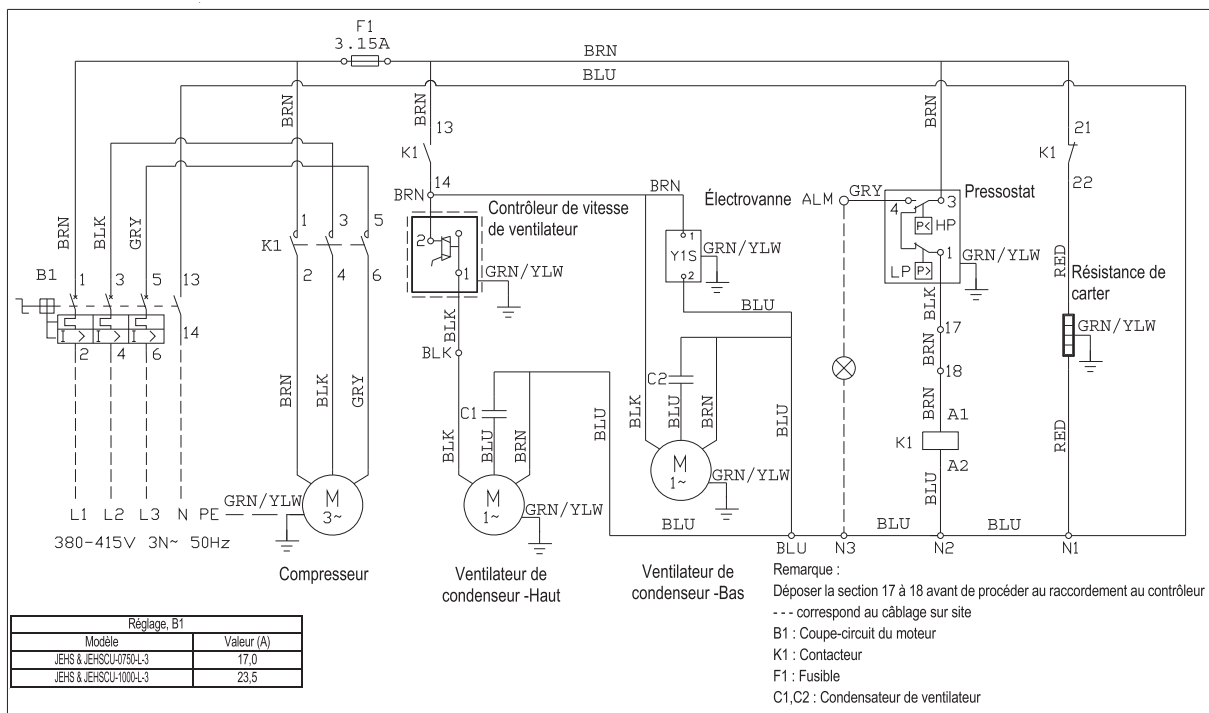 F1
3.15A
BRN
BLU
BRN
BRN
BRN
BRN
13
K1
14
BRN
21
K1
22
BRN
BLK
GRY
B1
1
3
5
13
2
4
6
14
1
3
5
K1
2
4
6
Contrôleur de vitesse
de ventilateur
2
1
GRN/YLW
BLK
BLK
BRN
Électrovanne
1
Y1S
2
GRN/YLW
BLU
ALM
GRY
Pressostat
4
3
P<
HP
1
LP
P>
GRN/YLW
BLK
17
BRN
18
BRN
A1
K1
A2
BLU
RED
Résistance de
carter
GRN/YLW
RED
BRN
BLK
GRY
C1
BLK
BLU
BRN
BLU
C2
BLK
BLU
BRN
BLU
M
3~
GRN/YLW
M
1~
GRN/YLW
M
1~
GRN/YLW
L1
L2
L3
N
PE
380-415V 3N~ 50Hz
BLU
BLU
BLU
BLU
N3
N2
N1
Compresseur
Ventilateur de
condenseur -Haut
Ventilateur de
condenseur -Bas
Remarque :
Déposer la section 17 à 18 avant de procéder au raccordement au contrôleur
- - - correspond au câblage sur site
B1 : Coupe-circuit du moteur
K1 : Contacteur
F1 : Fusible
C1,C2 : Condensateur de ventilateur
Réglage, B1
Modèle Valeur (A)
JEHS & JEHSCU-0750-L-3 17,0
JEHS & JEHSCU-1000-L-3 23,5